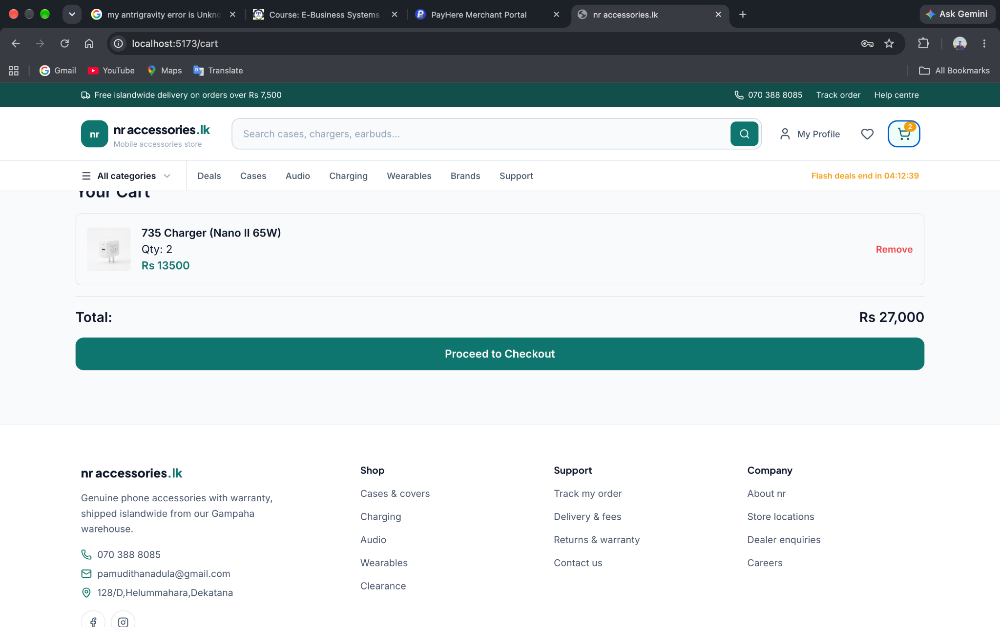 my antrigravity error is Unkno
Course: E-Business Systems
PayHere Merchant Portal
nr accessories.lk
Ask Gemini
localhost:5173/cart
Gmail
YouTube
Maps
Translate
All Bookmarks
Free islandwide delivery on orders over Rs 7,500
070 388 8085
Track order
Help centre
nr
nr accessories.lk
Mobile accessories store
Search cases, chargers, earbuds...
My Profile
2
All categories
Deals
Cases
Audio
Charging
Wearables
Brands
Support
Flash deals end in 04:12:39
Your Cart
735 Charger (Nano II 65W)
Qty: 2
Rs 13500
Remove
Total:
Rs 27,000
Proceed to Checkout
nr accessories.lk
Genuine phone accessories with warranty,
shipped islandwide from our Gampaha
warehouse.
070 388 8085
pamudithanadula@gmail.com
128/D,Helummahara,Dekatana
Shop
Cases & covers
Charging
Audio
Wearables
Clearance
Support
Track my order
Delivery & fees
Returns & warranty
Contact us
Company
About nr
Store locations
Dealer enquiries
Careers